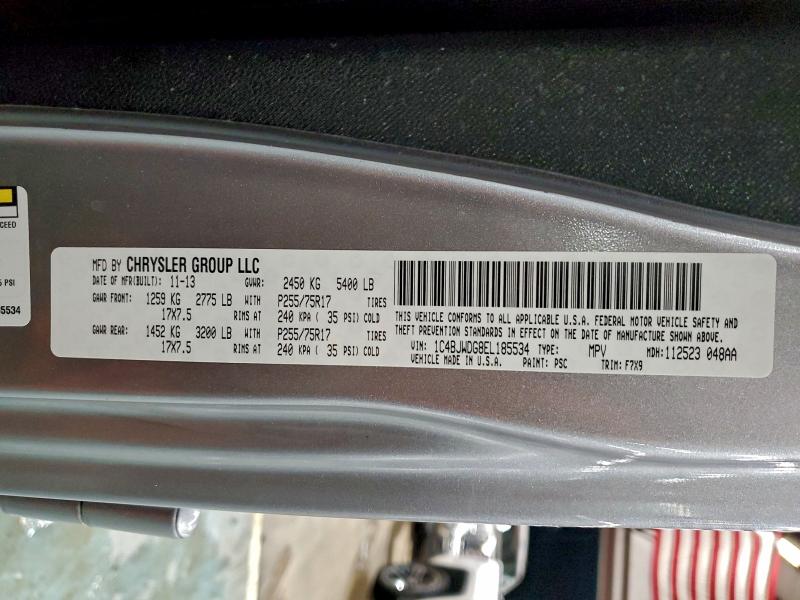 CEED
5 PSI
85534
MFD BY CHRYSLER GROUP LLC
DATE OF MFR(BUILT): 11-13 GVWR: 2450 KG 5400 LB
GAWR FRONT: 1259 KG 2775 LB WITH P255/75R17 TIRES
17X7.5 RIMS AT 240 KPA ( 35 PSI) COLD
GAWR REAR: 1452 KG 3200 LB WITH P255/75R17 TIRES
17X7.5 RIMS AT 240 KPA ( 35 PSI) COLD
THIS VEHICLE CONFORMS TO ALL APPLICABLE U.S.A. FEDERAL MOTOR VEHICLE SAFETY AND
THEFT PREVENTION STANDARDS IN EFFECT ON THE DATE OF MANUFACTURE SHOWN ABOVE.
VIN: 1C4BJWDG8EL185534 TYPE: MPV MDH: 112523 048AA
VEHICLE MADE IN U.S.A. PAINT: PSC TRIM: F7X9